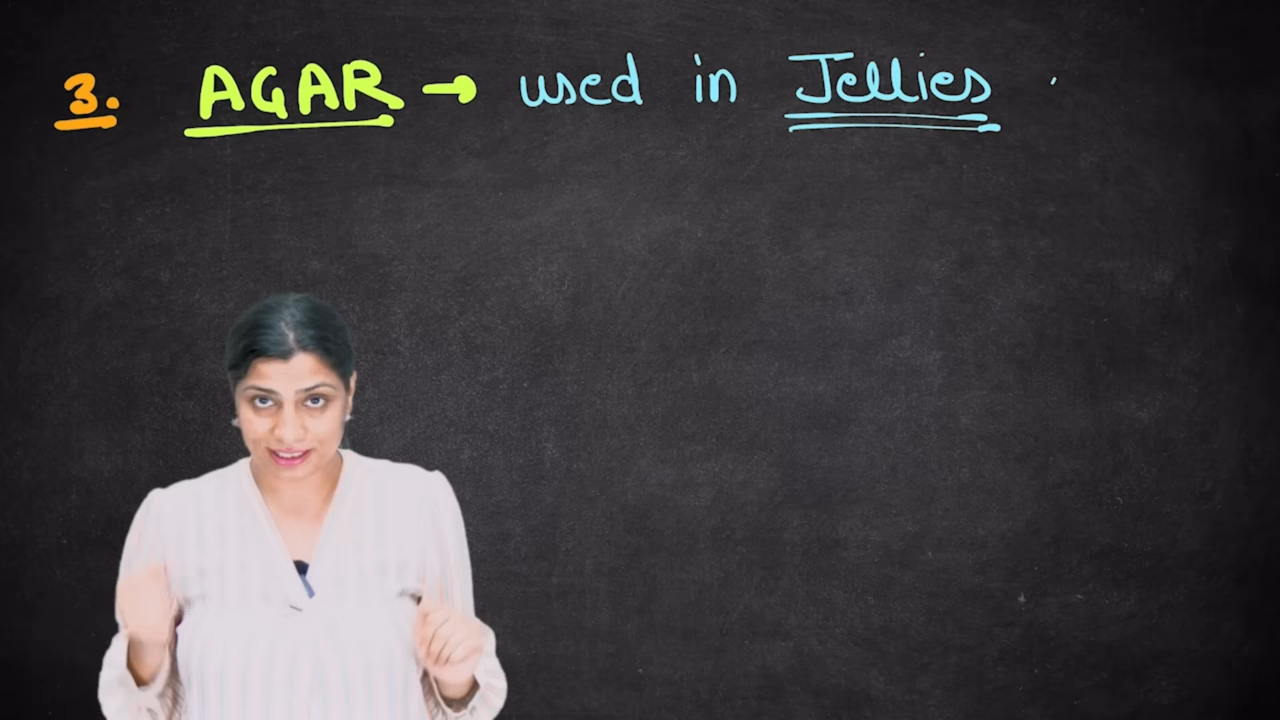 3. AGAR → used in Jellies